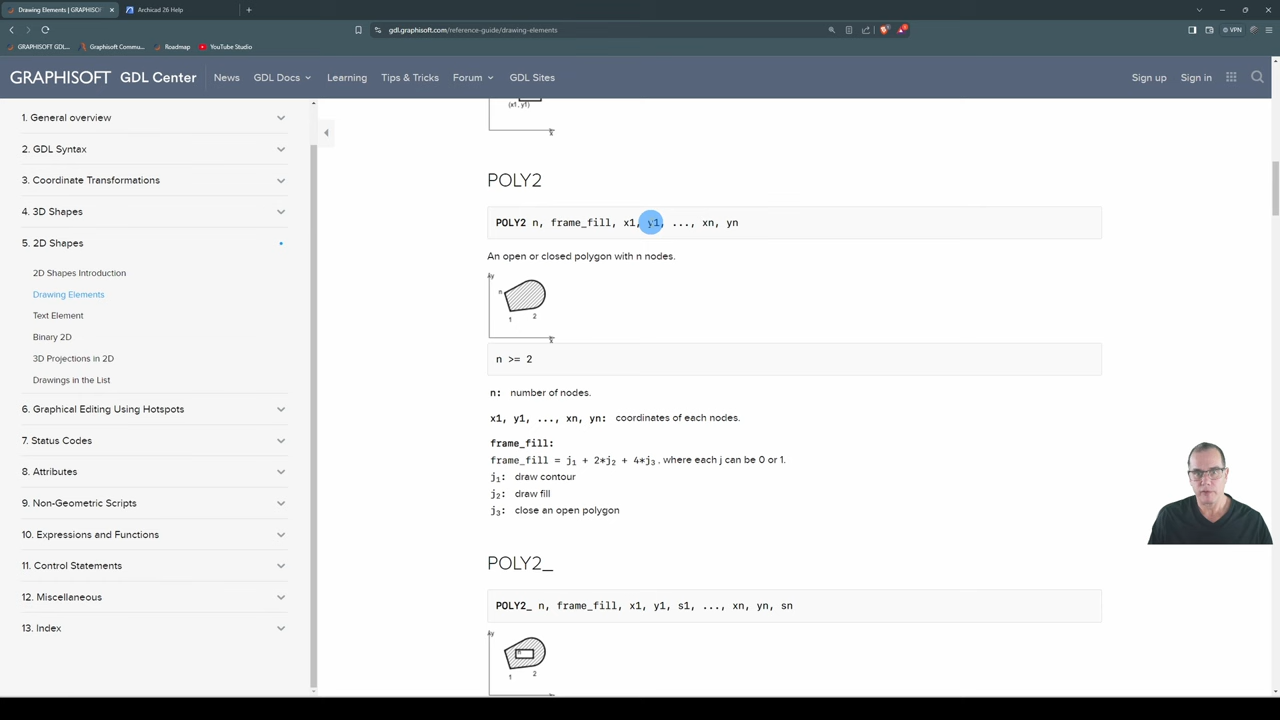 Drawing Elements | GRAPHISOF
Archicad 26 Help
gdl.graphisoft.com/reference-guide/drawing-elements
VPN
GRAPHISOFT GDL...
Graphisoft Commu...
Roadmap
YouTube Studio
GRAPHISOFT GDL Center
News
GDL Docs
Learning
Tips & Tricks
Forum
GDL Sites
Sign up
Sign in
1. General overview
2. GDL Syntax
3. Coordinate Transformations
4. 3D Shapes
5. 2D Shapes
2D Shapes Introduction
Drawing Elements
Text Element
Binary 2D
3D Projections in 2D
Drawings in the List
6. Graphical Editing Using Hotspots
7. Status Codes
8. Attributes
9. Non-Geometric Scripts
10. Expressions and Functions
11. Control Statements
12. Miscellaneous
13. Index
(x1, y1)
x
POLY2
POLY2 n, frame_fill, x1, y1, ..., xn, yn
An open or closed polygon with n nodes.
y
n
1 2
x
n >= 2
n: number of nodes.
x1, y1, ..., xn, yn: coordinates of each nodes.
frame_fill:
frame_fill = j1 + 2*j2 + 4*j3, where each j can be 0 or 1.
j1: draw contour
j2: draw fill
j3: close an open polygon
POLY2_
POLY2_ n, frame_fill, x1, y1, s1, ..., xn, yn, sn
y
n
1 2